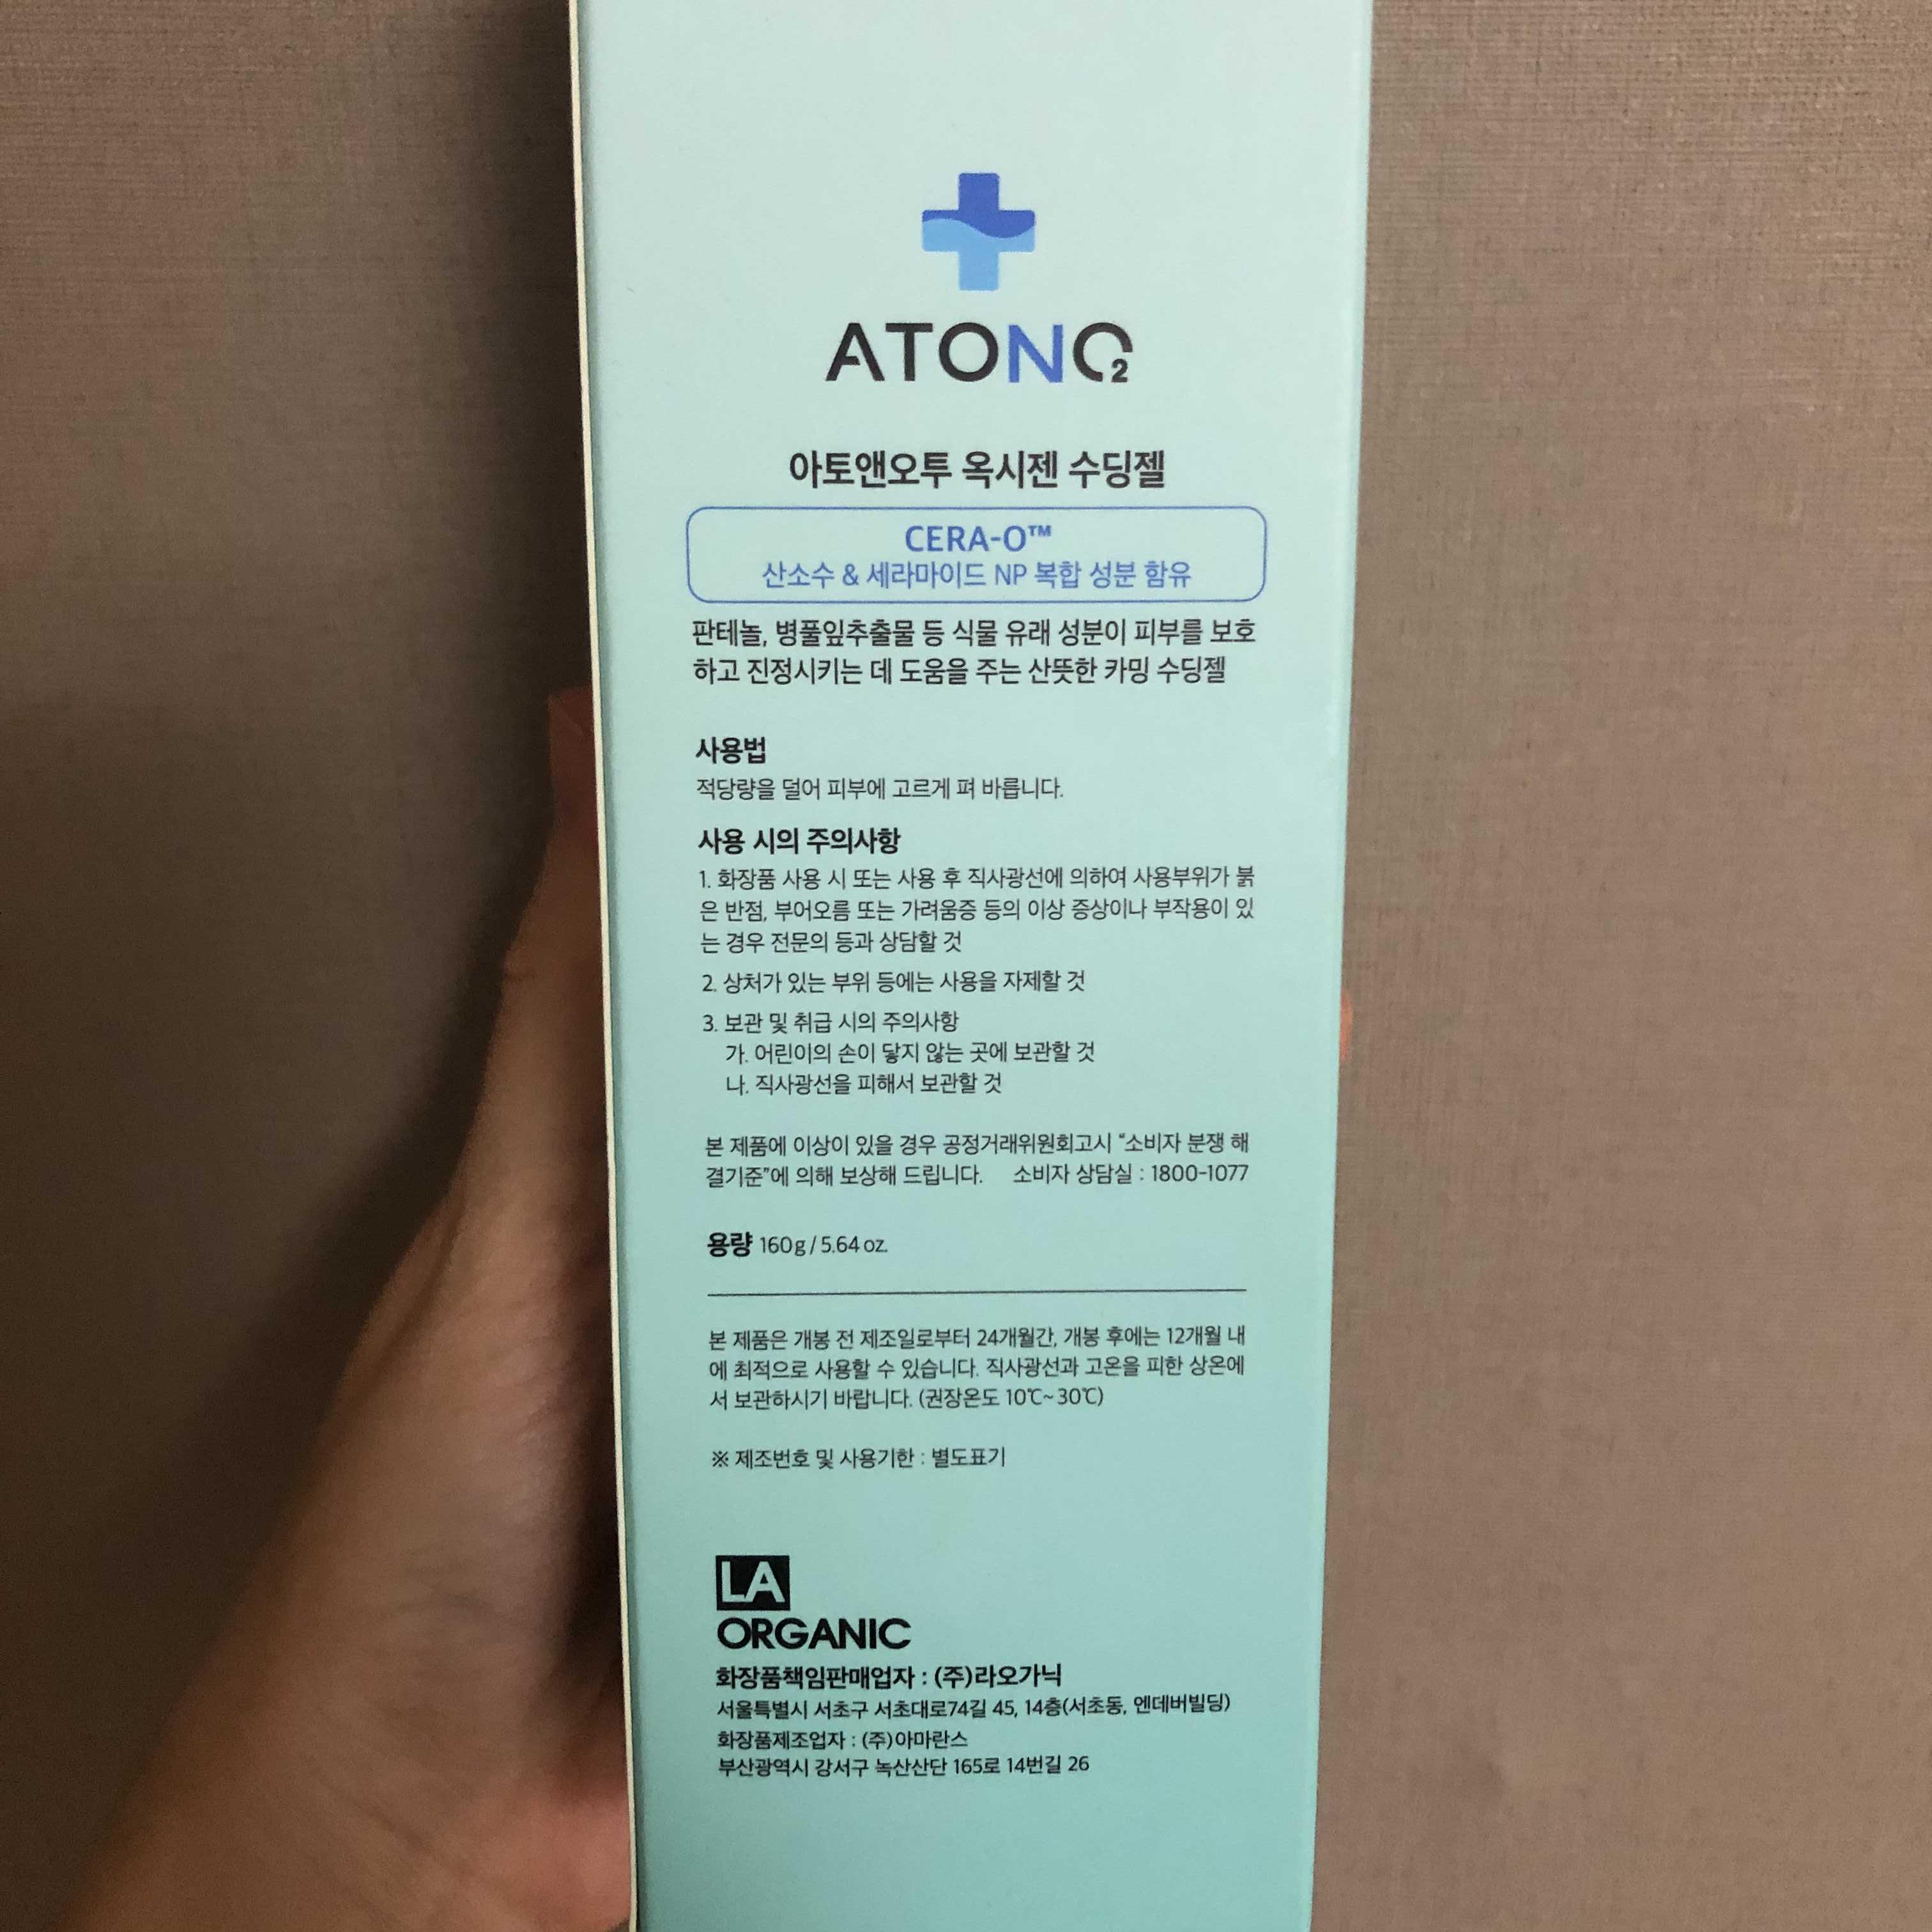 ATONO2
아토앤오투 옥시젠 수딩젤
CERA-O™
산소수 & 세라마이드 NP 복합 성분 함유
판테놀, 병풀잎추출물 등 식물 유래 성분이 피부를 보호
하고 진정시키는 데 도움을 주는 산뜻한 카밍 수딩젤
사용법
적당량을 덜어 피부에 고르게 펴 바릅니다.
사용 시의 주의사항
1. 화장품 사용 시 또는 사용 후 직사광선에 의하여 사용부위가 붉
은 반점, 부어오름 또는 가려움증 등의 이상 증상이나 부작용이 있
는 경우 전문의 등과 상담할 것
2. 상처가 있는 부위 등에는 사용을 자제할 것
3. 보관 및 취급 시의 주의사항
가. 어린이의 손이 닿지 않는 곳에 보관할 것
나. 직사광선을 피해서 보관할 것
본 제품에 이상이 있을 경우 공정거래위원회고시 “소비자 분쟁 해
결기준”에 의해 보상해 드립니다. 소비자 상담실 : 1800-1077
용량 160g / 5.64 oz.
본 제품은 개봉 전 제조일로부터 24개월간, 개봉 후에는 12개월 내
에 최적으로 사용할 수 있습니다. 직사광선과 고온을 피한 상온에
서 보관하시기 바랍니다. (권장온도 10℃~30℃)
※ 제조번호 및 사용기한 : 별도표기
LA
ORGANIC
화장품책임판매업자 : (주)라오가닉
서울특별시 서초구 서초대로74길 45, 14층(서초동, 엔데버빌딩)
화장품제조업자 : (주)아마란스
부산광역시 강서구 녹산산단 165로 14번길 26